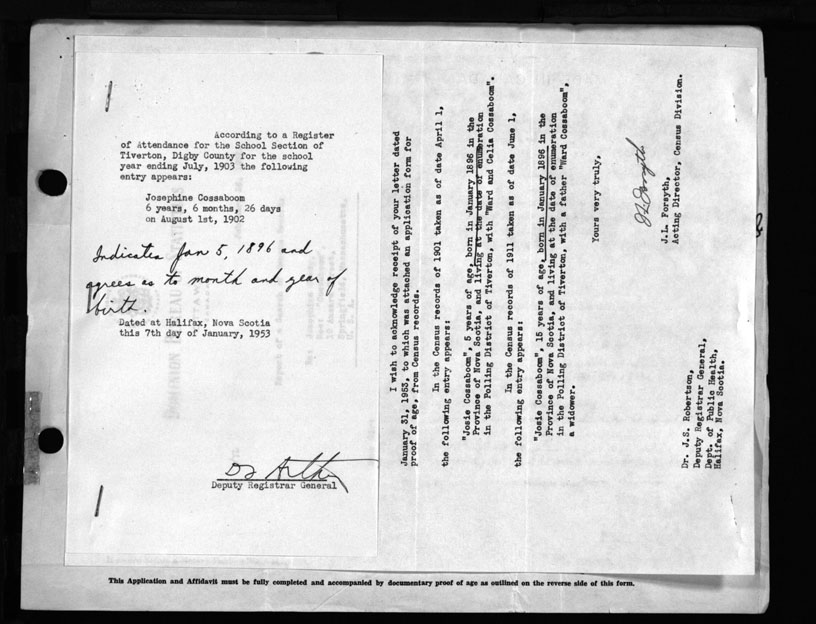 According to a Register
of Attendance for the School Section of
Tiverton, Digby County for the school
year ending July, 1903 the following
entry appears:
Josephine Cossaboom
6 years, 6 months, 26 days
on August 1st, 1902
Indicates Jan 5, 1896 and
agrees as to month and year of
birth.
Dated at Halifax, Nova Scotia
this 7th day of January, 1953
Deputy Registrar General
I wish to acknowledge receipt of your letter dated
January 31, 1953, to which was attached an application form for
proof of age, from Census records.
In the Census records of 1901 taken as of date April 1,
the following entry appears:
"Josie Cossaboom", 5 years of age, born in January 1896 in the
Province of Nova Scotia, and living at the date of enumeration
in the Polling District of Tiverton, with "Ward and Celia Cossaboom".
In the Census records of 1911 taken as of date June 1,
the following entry appears:
"Josie Cossaboom", 15 years of age, born in January 1896 in the
Province of Nova Scotia, and living at the date of enumeration
in the Polling District of Tiverton, with a father "Ward Cossaboom",
a widower.
Yours very truly,
J.L. Forsyth,
Acting Director, Census Division.
Dr. J.S. Robertson,
Deputy Registrar General,
Dept. of Public Health,
Halifax, Nova Scotia.
This Application and Affidavit must be fully completed and accompanied by documentary proof of age as outlined on the reverse side of this form.